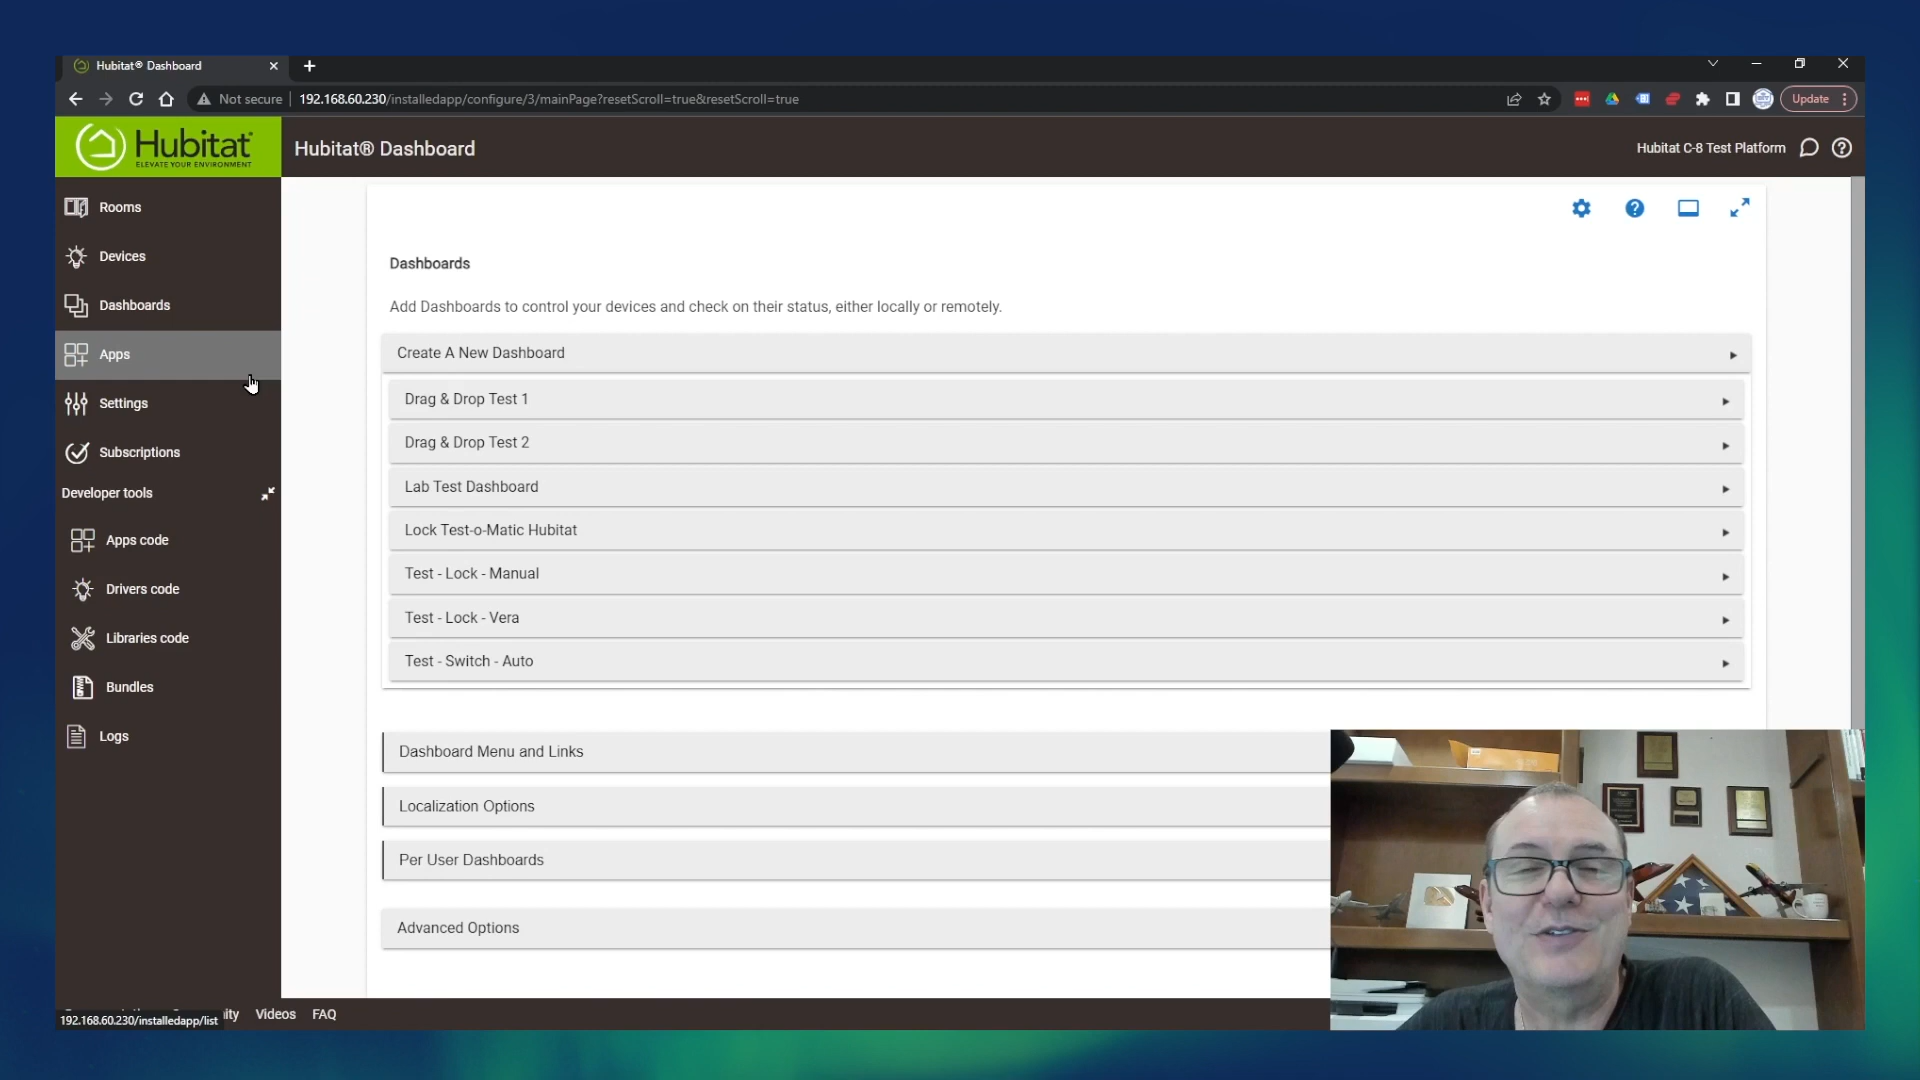 Hubitat® Dashboard
Not secure
192.168.60.230/installedapp/configure/3/mainPage?resetScroll=true&resetScroll=true
Update
Hubitat®
ELEVATE YOUR ENVIRONMENT
Hubitat® Dashboard
Hubitat C-8 Test Platform
Rooms
Devices
Dashboards
Apps
Settings
Subscriptions
Developer tools
Apps code
Drivers code
Libraries code
Bundles
Logs
Dashboards
Add Dashboards to control your devices and check on their status, either locally or remotely.
Create A New Dashboard
Drag & Drop Test 1
Drag & Drop Test 2
Lab Test Dashboard
Lock Test-o-Matic Hubitat
Test - Lock - Manual
Test - Lock - Vera
Test - Switch - Auto
Dashboard Menu and Links
Localization Options
Per User Dashboards
Advanced Options
Videos
FAQ
192.168.60.230/installedapp/list